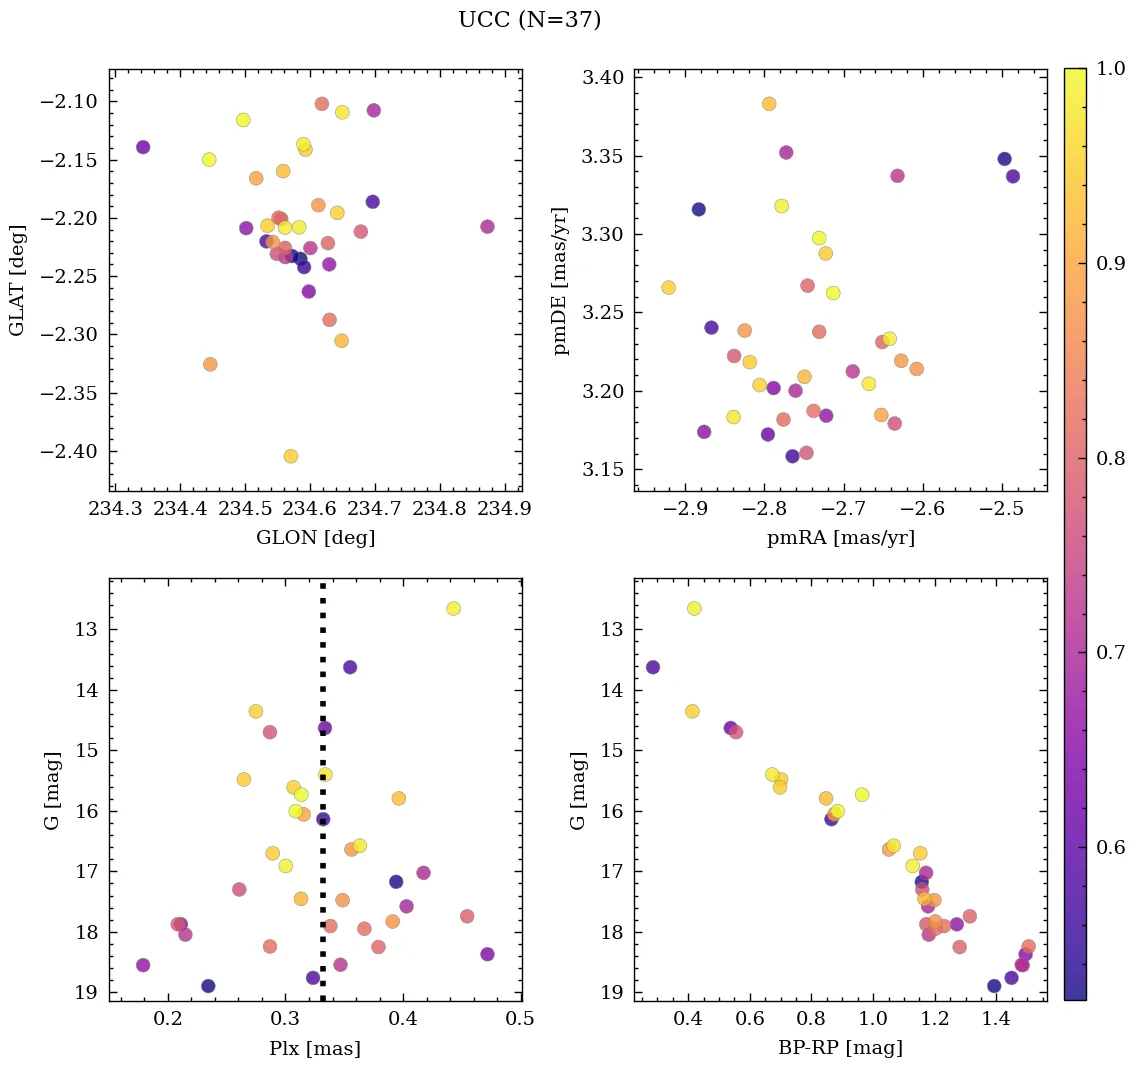 UCC (N=37)
−2.10
−2.15
−2.20
−2.25
−2.30
−2.35
−2.40
GLAT [deg]
234.3 234.4 234.5 234.6 234.7 234.8 234.9
GLON [deg]
3.40
3.35
3.30
3.25
3.20
3.15
pmDE [mas/yr]
−2.9 −2.8 −2.7 −2.6 −2.5
pmRA [mas/yr]
13
14
15
16
17
18
19
G [mag]
0.2 0.3 0.4 0.5
Plx [mas]
13
14
15
16
17
18
19
G [mag]
0.4 0.6 0.8 1.0 1.2 1.4
BP-RP [mag]
1.0
0.9
0.8
0.7
0.6